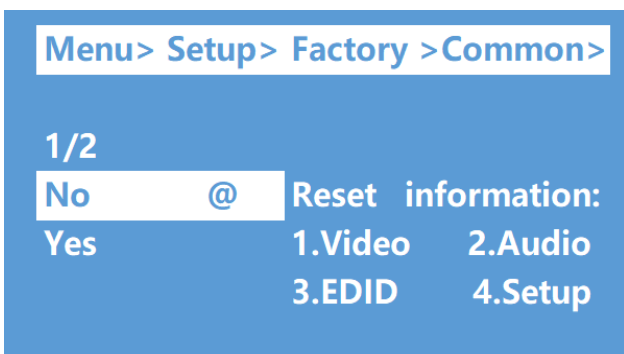 Menu> Setup> Factory >Common>
1/2
No @ Reset information:
Yes 1.Video 2.Audio
3.EDID 4.Setup